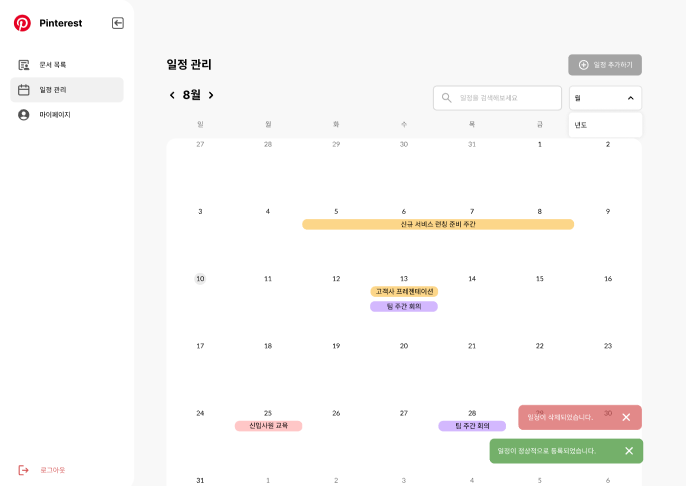 Pinterest
문서 목록
일정 관리
마이페이지
로그아웃
일정 관리
일정 추가하기
8월
일정을 검색해보세요
월
년도
일 월 화 수 목 금
27 28 29 30 31 1 2
3 4 5 6 7 8 9
신규 서비스 런칭 준비 주간
10 11 12 13 14 15 16
고객사 프레젠테이션
팀 주간 회의
17 18 19 20 21 22 23
24 25 26 27 28 29 30
신입사원 교육
팀 주간 회의
일정이 삭제되었습니다.
일정이 정상적으로 등록되었습니다.
31 1 2 3 4 5 6